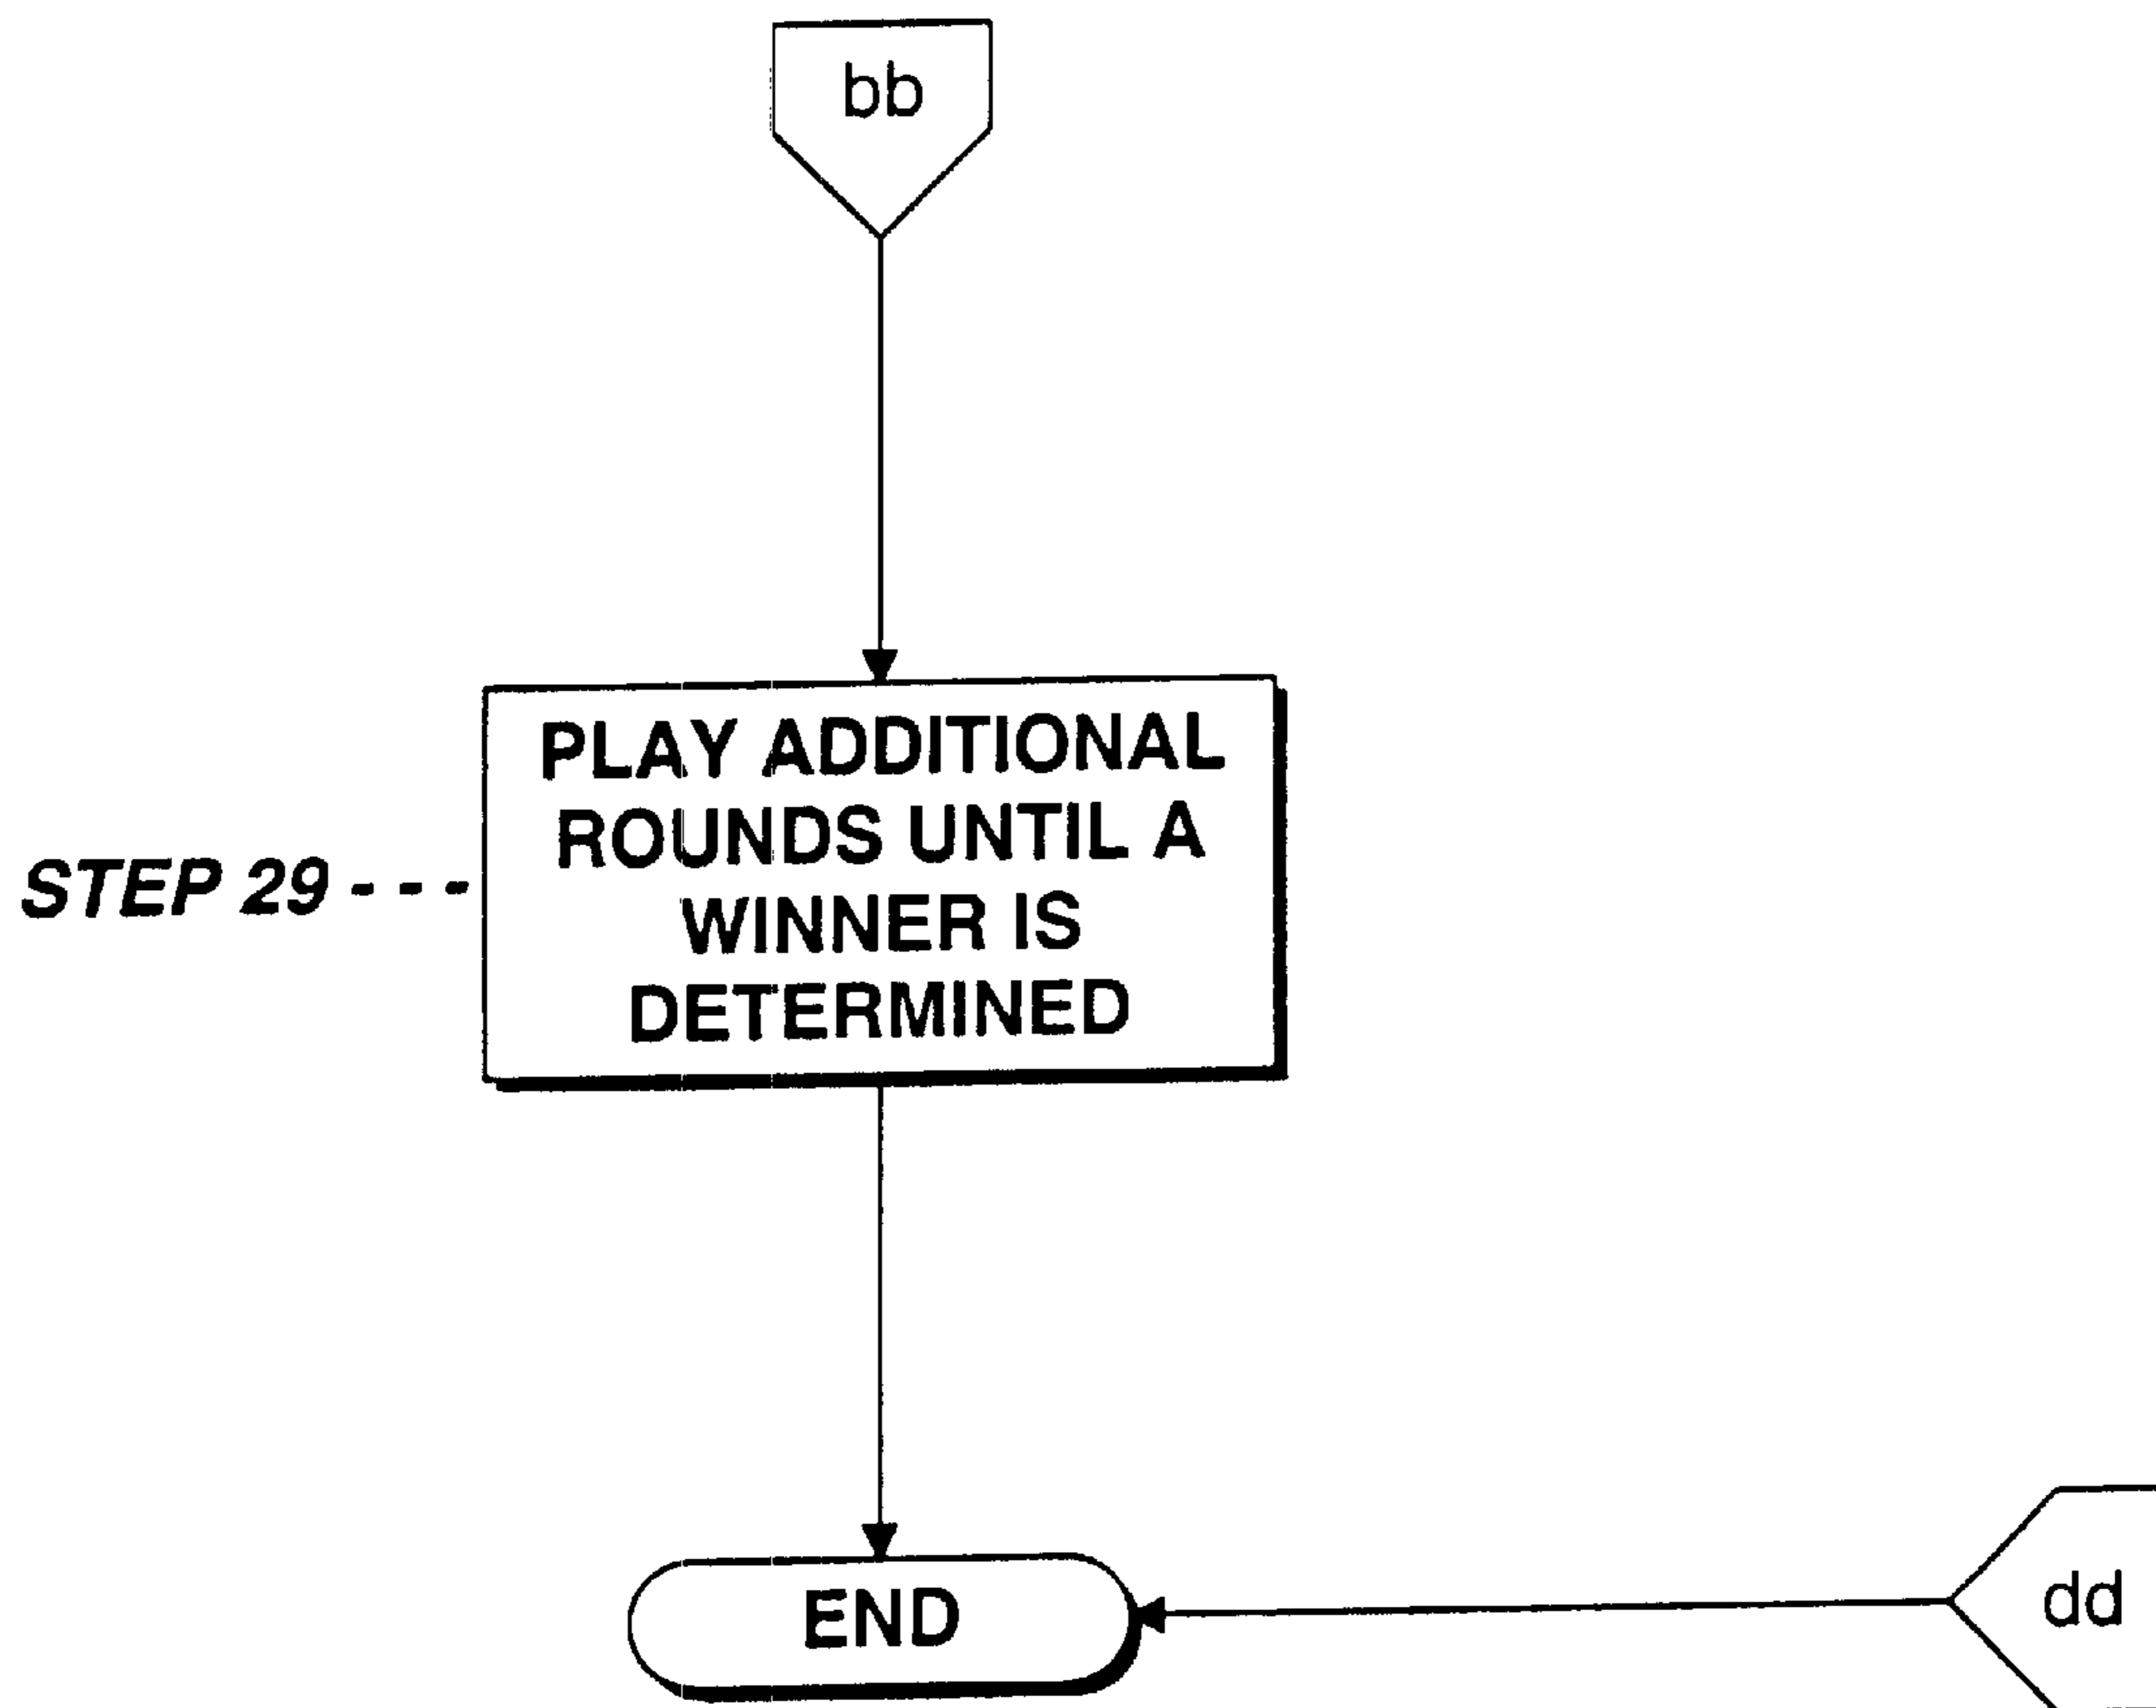 bb
PLAY ADDITIONAL
ROUNDS UNTIL A
WINNER IS
DETERMINED
STEP 29 - - -
END
dd